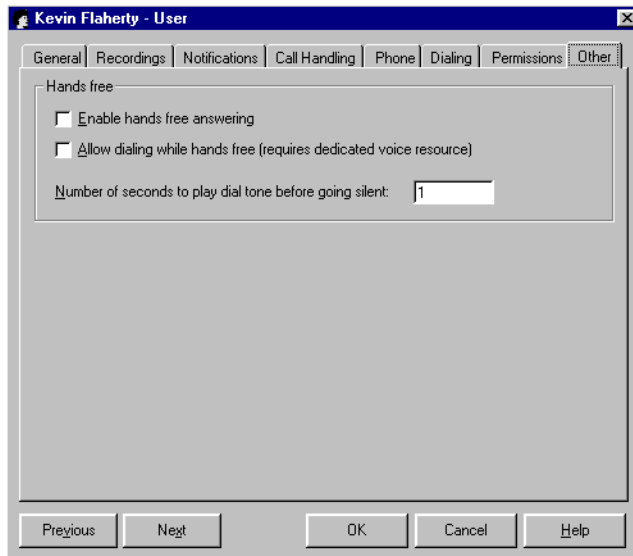 Kevin Flaherty - User
General Recordings Notifications Call Handling Phone Dialing Permissions Other
Hands free
Enable hands free answering
Allow dialing while hands free (requires dedicated voice resource)
Number of seconds to play dial tone before going silent: 1
Previous Next OK Cancel Help